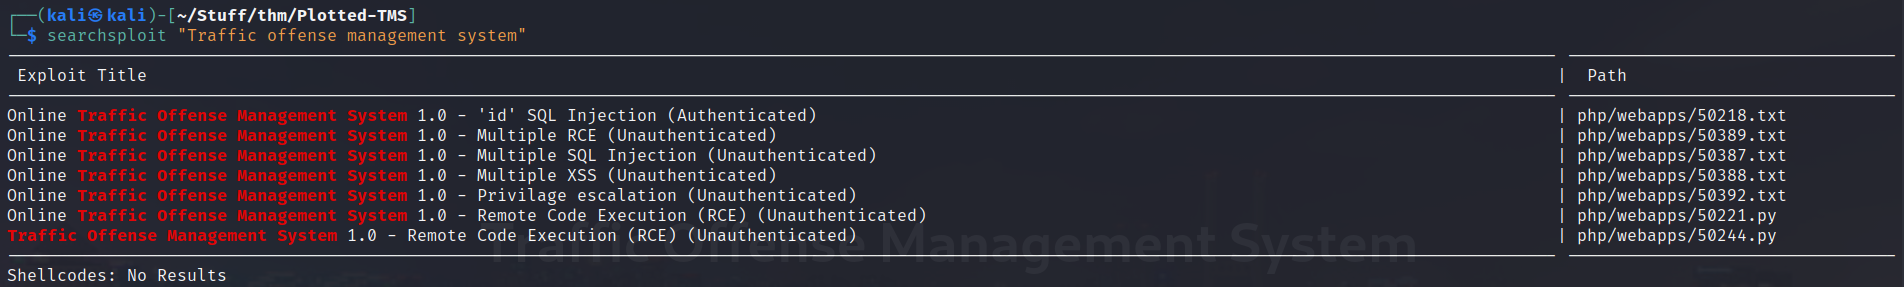 ┌──(kali㉿kali)-[~/Stuff/thm/Plotted-TMS]
└─$ searchsploit "Traffic offense management system"
Exploit Title | Path
Online Traffic Offense Management System 1.0 - 'id' SQL Injection (Authenticated) | php/webapps/50218.txt
Online Traffic Offense Management System 1.0 - Multiple RCE (Unauthenticated) | php/webapps/50389.txt
Online Traffic Offense Management System 1.0 - Multiple SQL Injection (Unauthenticated) | php/webapps/50387.txt
Online Traffic Offense Management System 1.0 - Multiple XSS (Unauthenticated) | php/webapps/50388.txt
Online Traffic Offense Management System 1.0 - Privilage escalation (Unauthenticated) | php/webapps/50392.txt
Online Traffic Offense Management System 1.0 - Remote Code Execution (RCE) (Unauthenticated) | php/webapps/50221.py
Traffic Offense Management System 1.0 - Remote Code Execution (RCE) (Unauthenticated) | php/webapps/50244.py
Traffic Offense Management System
Shellcodes: No Results